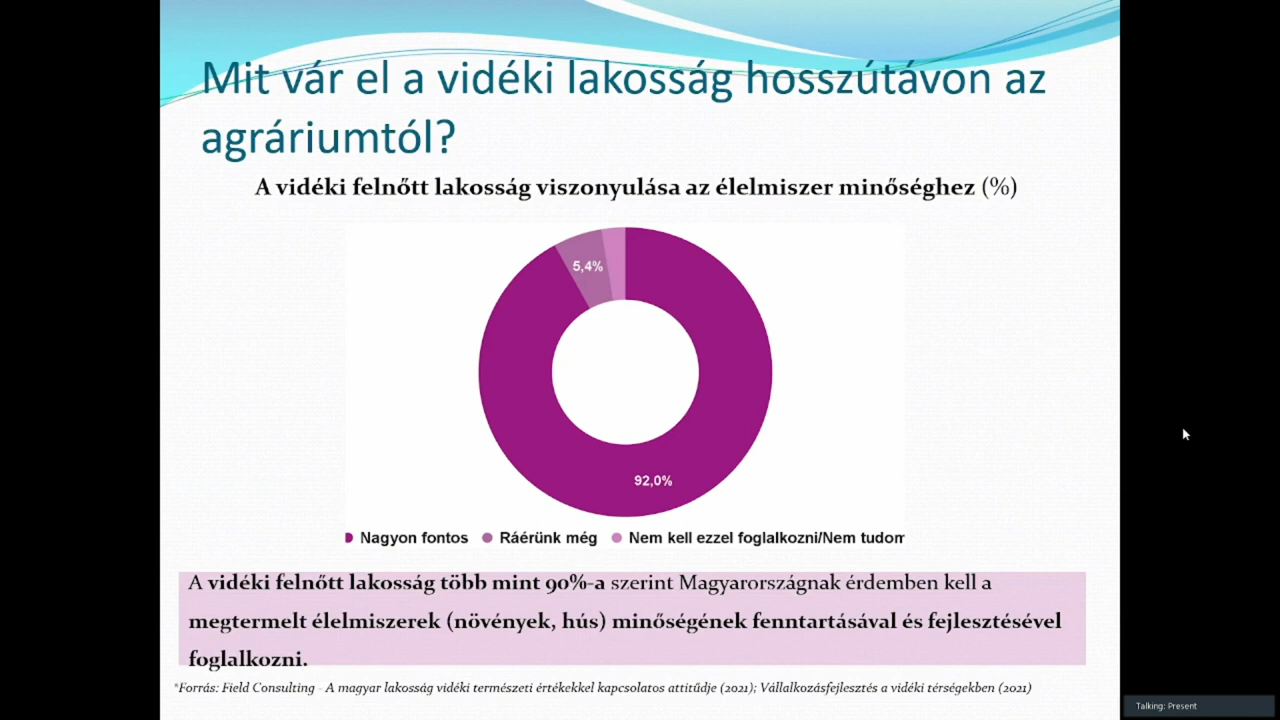 Mit vár el a vidéki lakosság hosszútávon az
agráriumtól?
A vidéki felnőtt lakosság viszonyulása az élelmiszer minőséghez (%)
5,4%
92,0%
Nagyon fontos Ráérünk még Nem kell ezzel foglalkozni/Nem tudom
A vidéki felnőtt lakosság több mint 90%-a szerint Magyarországnak érdemben kell a
megtermelt élelmiszerek (növények, hús) minőségének fenntartásával és fejlesztésével
foglalkozni.
*Forrás: Field Consulting - A magyar lakosság vidéki természeti értékekkel kapcsolatos attitűdje (2021); Vállalkozásfejlesztés a vidéki térségekben (2021)
Talking: Present